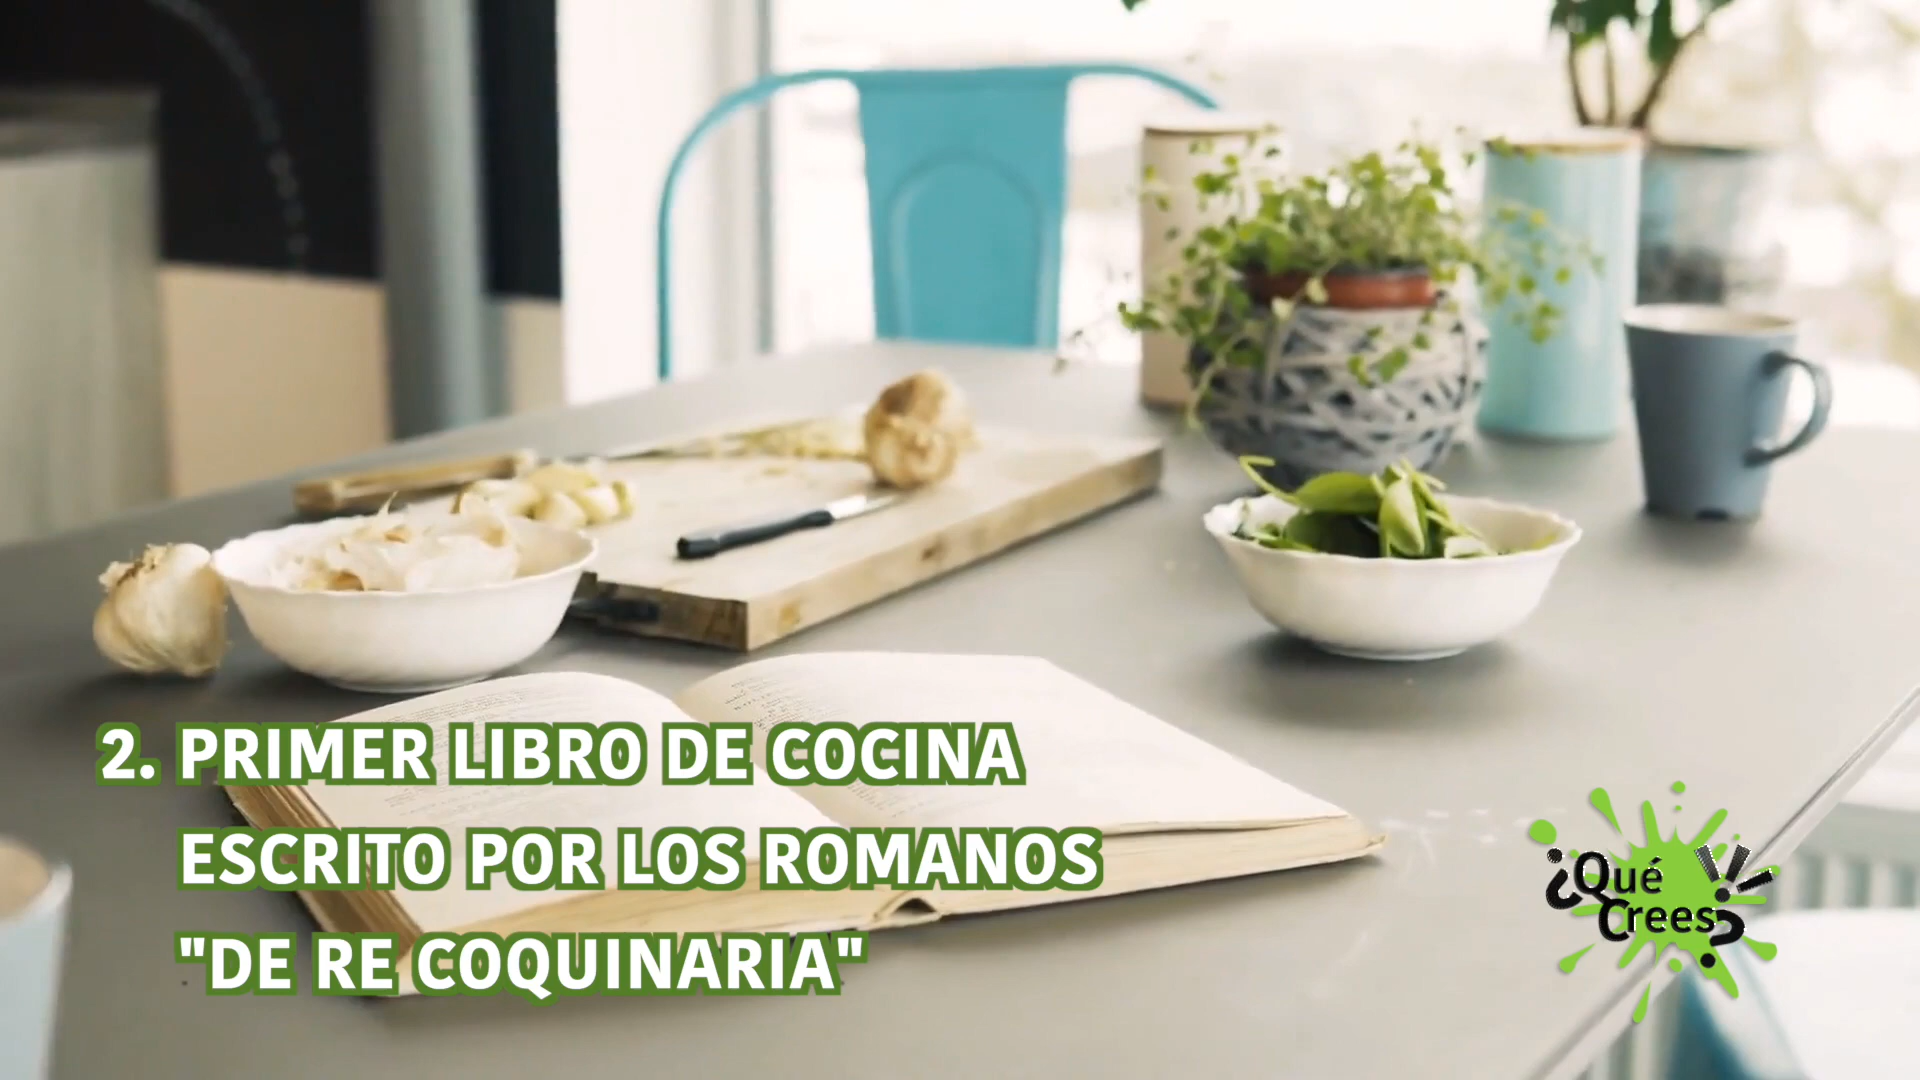 2. PRIMER LIBRO DE COCINA
ESCRITO POR LOS ROMANOS
"DE RE COQUINARIA"
¿Qué
Crees?!